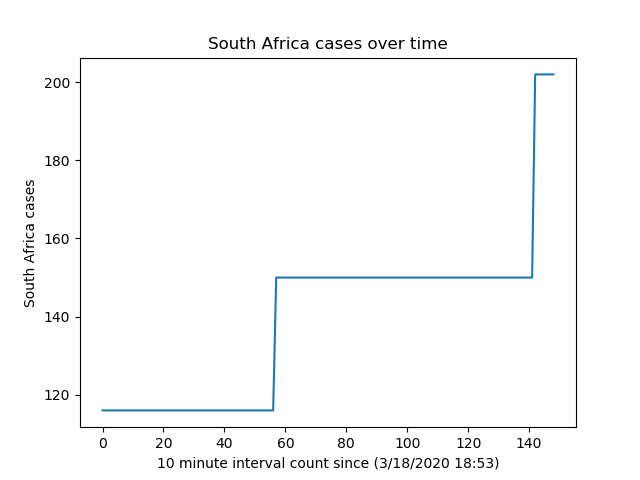 South Africa cases over time
200
180
160
140
120
South Africa cases
0 20 40 60 80 100 120 140
10 minute interval count since (3/18/2020 18:53)